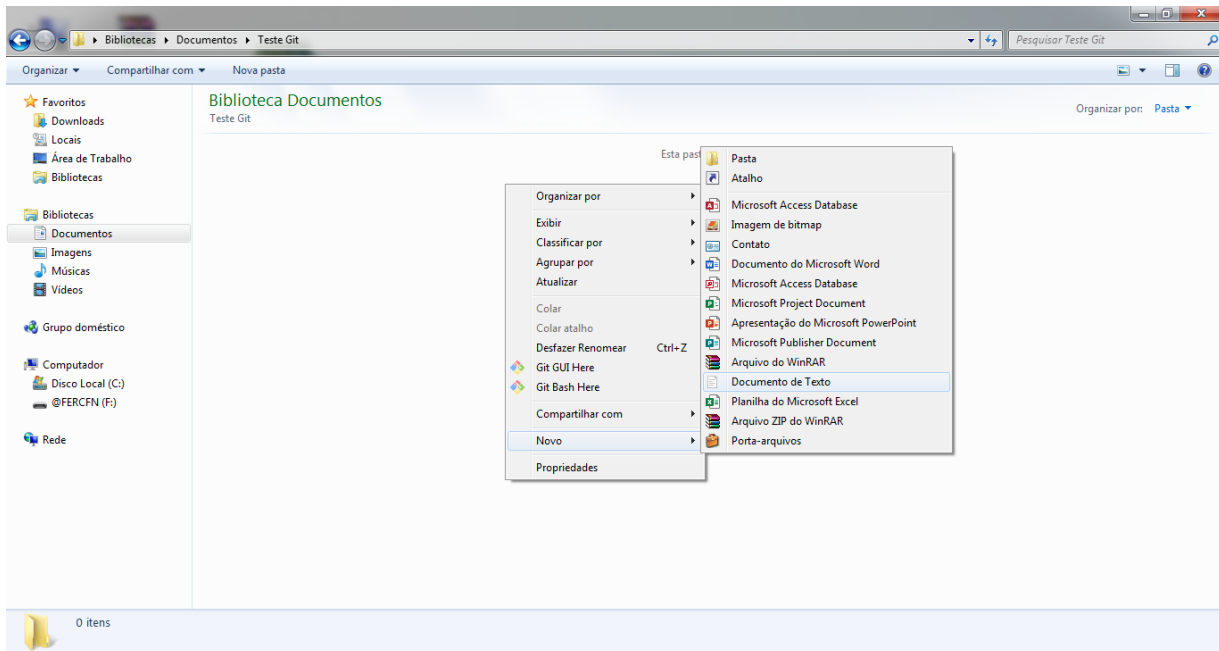 Bibliotecas Documentos Teste Git
Pesquisar Teste Git
Organizar Compartilhar com Nova pasta
Favoritos
Downloads
Locais
Área de Trabalho
Bibliotecas
Bibliotecas
Documentos
Imagens
Músicas
Vídeos
Grupo doméstico
Computador
Disco Local (C:)
@FERCFN (F:)
Rede
Biblioteca Documentos
Teste Git
Organizar por: Pasta
Esta
Organizar por
Exibir
Classificar por
Agrupar por
Atualizar
Colar
Colar atalho
Desfazer Renomear Ctrl+Z
Git GUI Here
Git Bash Here
Compartilhar com
Novo
Propriedades
Pasta
Atalho
Microsoft Access Database
Imagem de bitmap
Contato
Documento do Microsoft Word
Microsoft Access Database
Microsoft Project Document
Apresentação do Microsoft PowerPoint
Microsoft Publisher Document
Arquivo do WinRAR
Documento de Texto
Planilha do Microsoft Excel
Arquivo ZIP do WinRAR
Porta-arquivos
0 itens